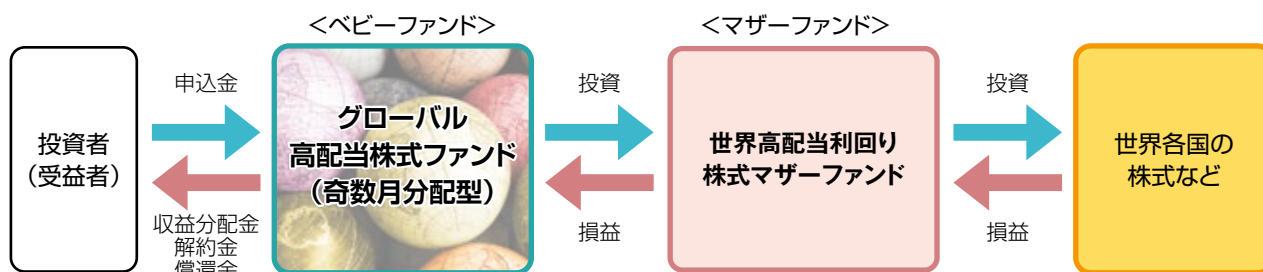 <ベビーファンド>
<マザーファンド>
投資者
(受益者)
申込金
収益分配金
解約金
償還金
グローバル
高配当株式ファンド
(奇数月分配型)
投資
損益
世界高配当利回り
株式マザーファンド
投資
損益
世界各国の
株式など